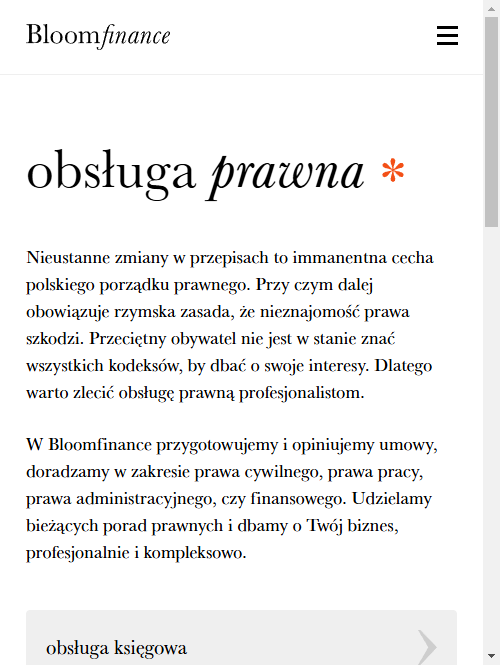 Bloomfinance
obsługa prawna *
Nieustanne zmiany w przepisach to immanentna cecha
polskiego porządku prawnego. Przy czym dalej
obowiązuje rzymska zasada, że nieznajomość prawa
szkodzi. Przeciętny obywatel nie jest w stanie znać
wszystkich kodeksów, by dbać o swoje interesy. Dlatego
warto zlecić obsługę prawną profesjonalistom.
W Bloomfinance przygotowujemy i opiniujemy umowy,
doradzamy w zakresie prawa cywilnego, prawa pracy,
prawa administracyjnego, czy finansowego. Udzielamy
bieżących porad prawnych i dbamy o Twój biznes,
profesjonalnie i kompleksowo.
obsługa księgowa